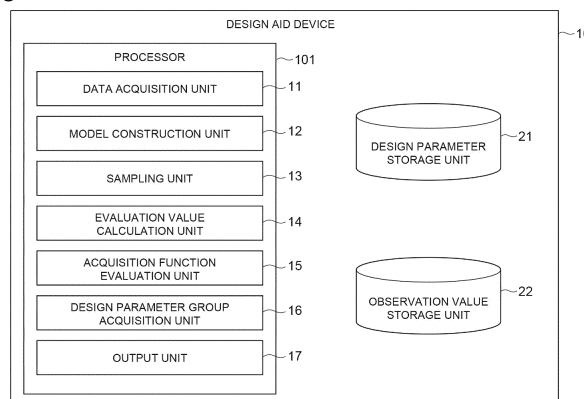 DESIGN AID DEVICE
PROCESSOR
101
DATA ACQUISITION UNIT
11
MODEL CONSTRUCTION UNIT
12
SAMPLING UNIT
13
EVALUATION VALUE
CALCULATION UNIT
14
ACQUISITION FUNCTION
EVALUATION UNIT
15
DESIGN PARAMETER GROUP
ACQUISITION UNIT
16
OUTPUT UNIT
17
DESIGN PARAMETER
STORAGE UNIT
21
OBSERVATION VALUE
STORAGE UNIT
22